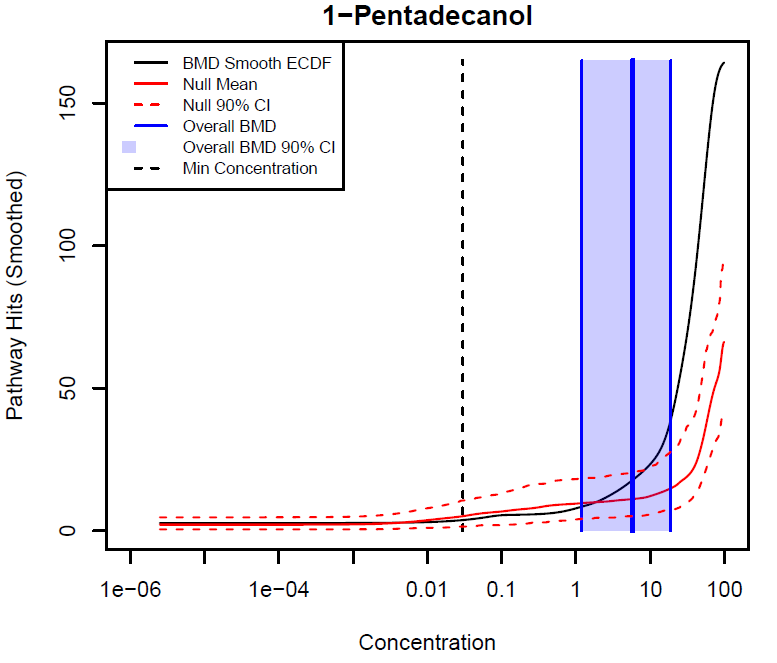 1−Pentadecanol
BMD Smooth ECDF
Null Mean
Null 90% CI
Overall BMD
Overall BMD 90% CI
Min Concentration
Pathway Hits (Smoothed)
150
100
50
0
1e−06 1e−04 0.01 0.1 1 10 100
Concentration